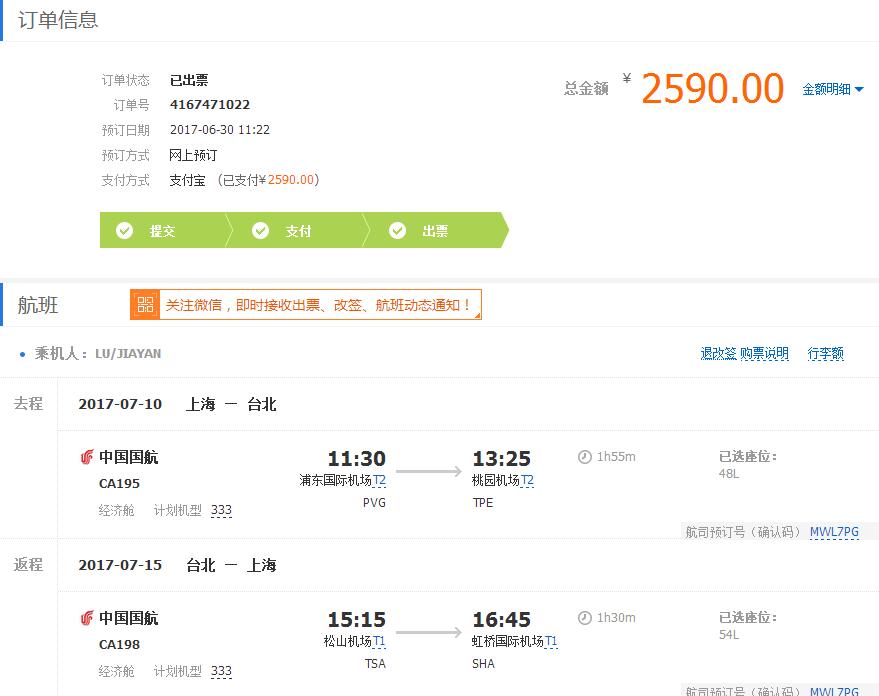 订单信息
订单状态 已出票
订单号 4167471022
预订日期 2017-06-30 11:22
预订方式 网上预订
支付方式 支付宝 （已支付¥2590.00）
总金额 ¥ 2590.00 金额明细
提交 支付 出票
航班 关注微信，即时接收出票、改签、航班动态通知！
乘机人：LU/JIAYAN 退改签 购票说明 行李额
去程 2017-07-10 上海 — 台北
中国国航 11:30 13:25 1h55m 已选座位：
CA195 浦东国际机场T2 桃园机场T2 48L
经济舱 计划机型 333 PVG TPE
航司预订号（确认码） MWL7PG
返程 2017-07-15 台北 — 上海
中国国航 15:15 16:45 1h30m 已选座位：
CA198 松山机场T1 虹桥国际机场T1 54L
经济舱 计划机型 333 TSA SHA
航司预订号（确认码） MWL7PG